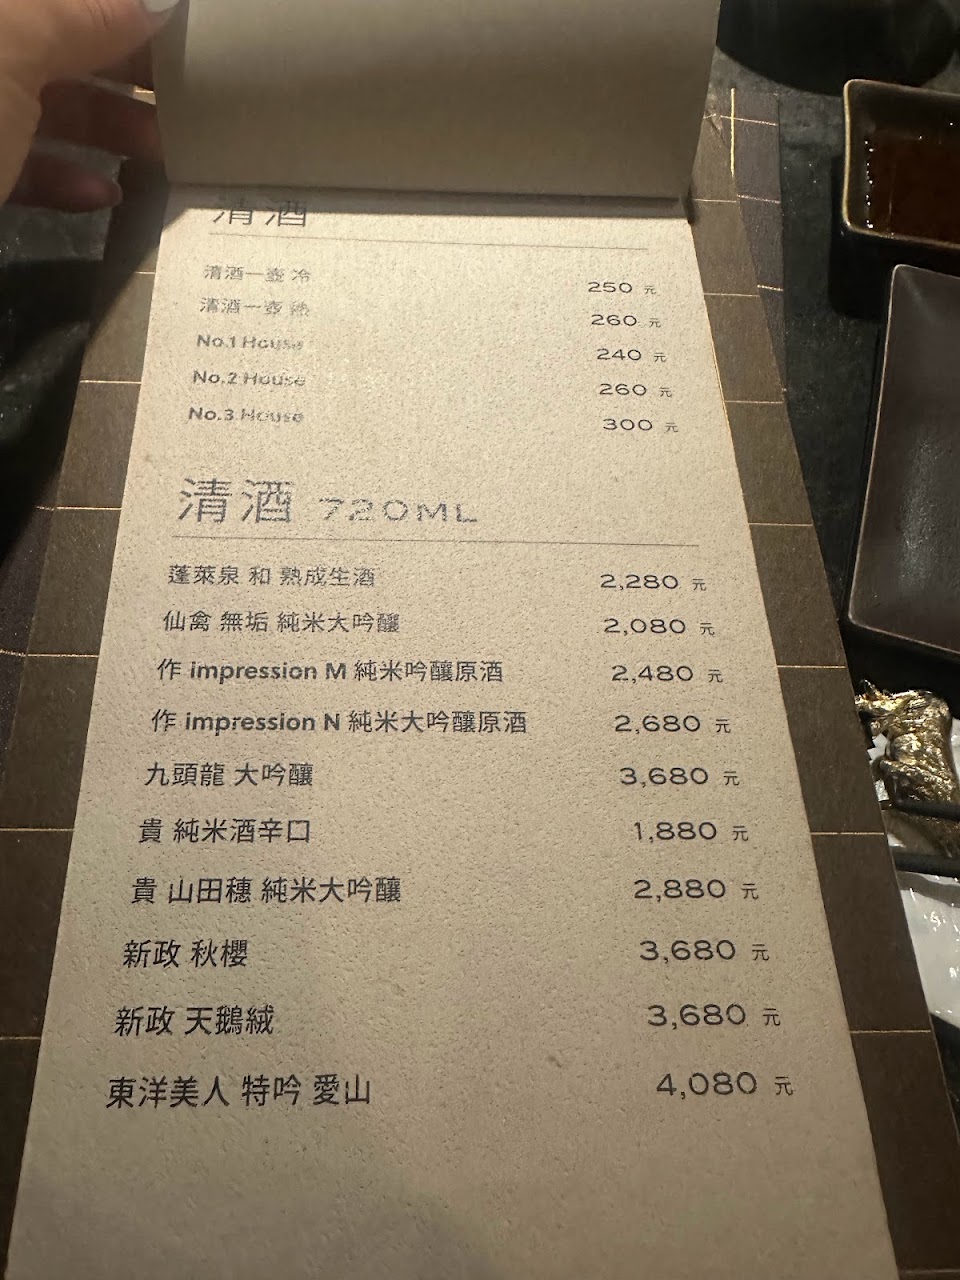 清酒
清酒一壺 冷 250 元
清酒一壺 熱 260 元
No.1 House 240 元
No.2 House 260 元
No.3 House 300 元
清酒 720ML
蓬萊泉 和 熟成生酒 2,280 元
仙禽 無垢 純米大吟釀 2,080 元
作 impression M 純米吟釀原酒 2,480 元
作 impression N 純米大吟釀原酒 2,680 元
九頭龍 大吟釀 3,680 元
貴 純米酒辛口 1,880 元
貴 山田穗 純米大吟釀 2,880 元
新政 秋櫻 3,680 元
新政 天鵝絨 3,680 元
東洋美人 特吟 愛山 4,080 元